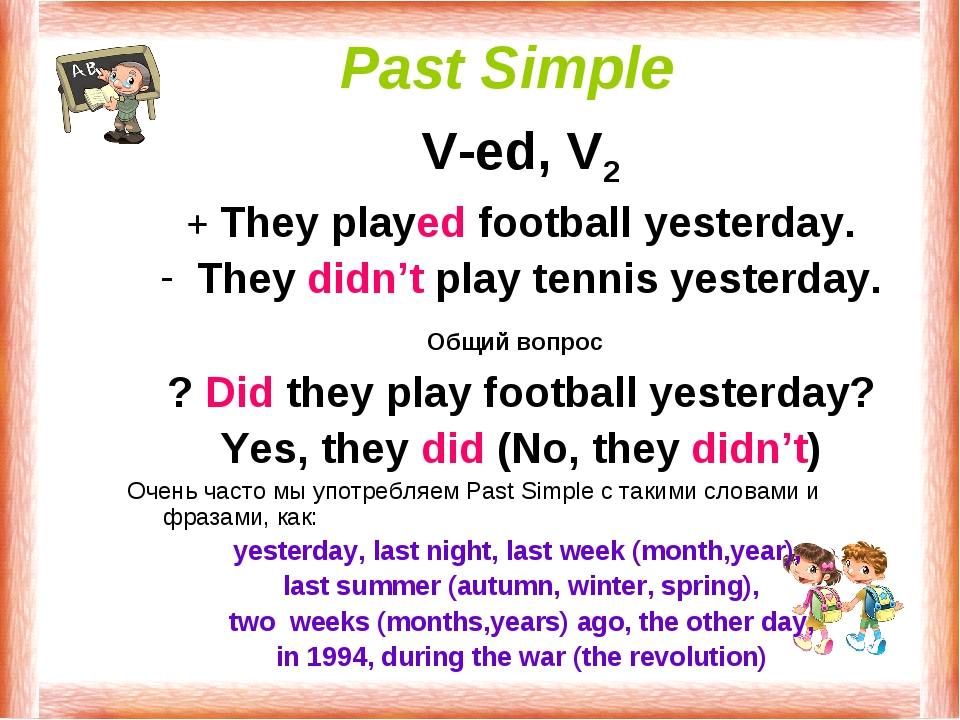 AB
Past Simple
V-ed, V2
+ They played football yesterday.
- They didn’t play tennis yesterday.
Общий вопрос
? Did they play football yesterday?
Yes, they did (No, they didn’t)
Очень часто мы употребляем Past Simple с такими словами и
фразами, как:
yesterday, last night, last week (month,year),
last summer (autumn, winter, spring),
two weeks (months,years) ago, the other day,
in 1994, during the war (the revolution)